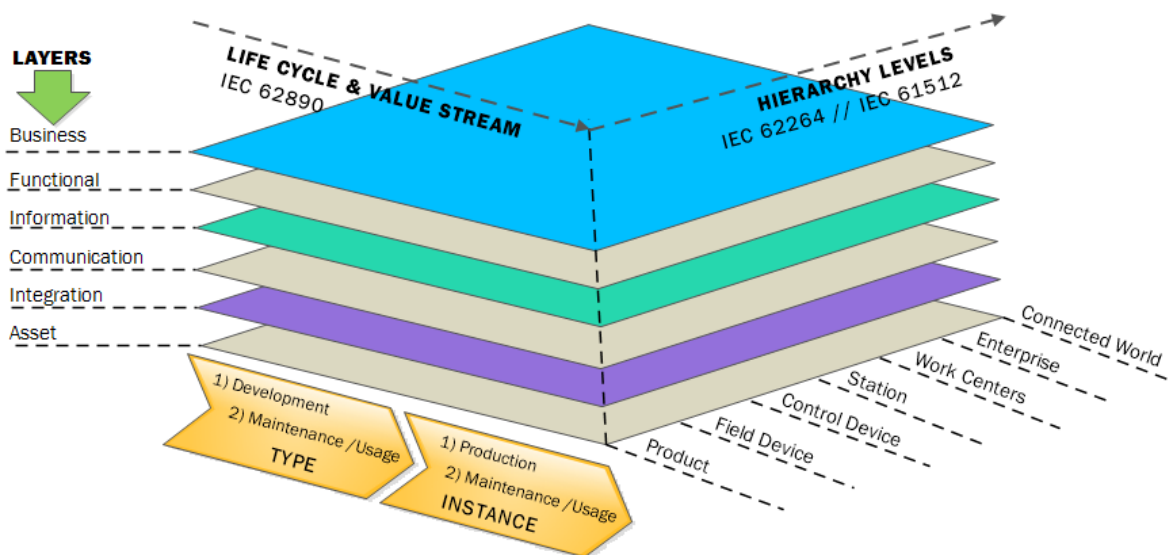 LAYERS
LIFE CYCLE & VALUE STREAM
IEC 62890
HIERARCHY LEVELS
IEC 62264 // IEC 61512
Business
Functional
Information
Communication
Integration
Asset
1) Development
2) Maintenance /Usage
TYPE
1) Production
2) Maintenance /Usage
INSTANCE
Product
Field Device
Control Device
Station
Work Centers
Enterprise
Connected World